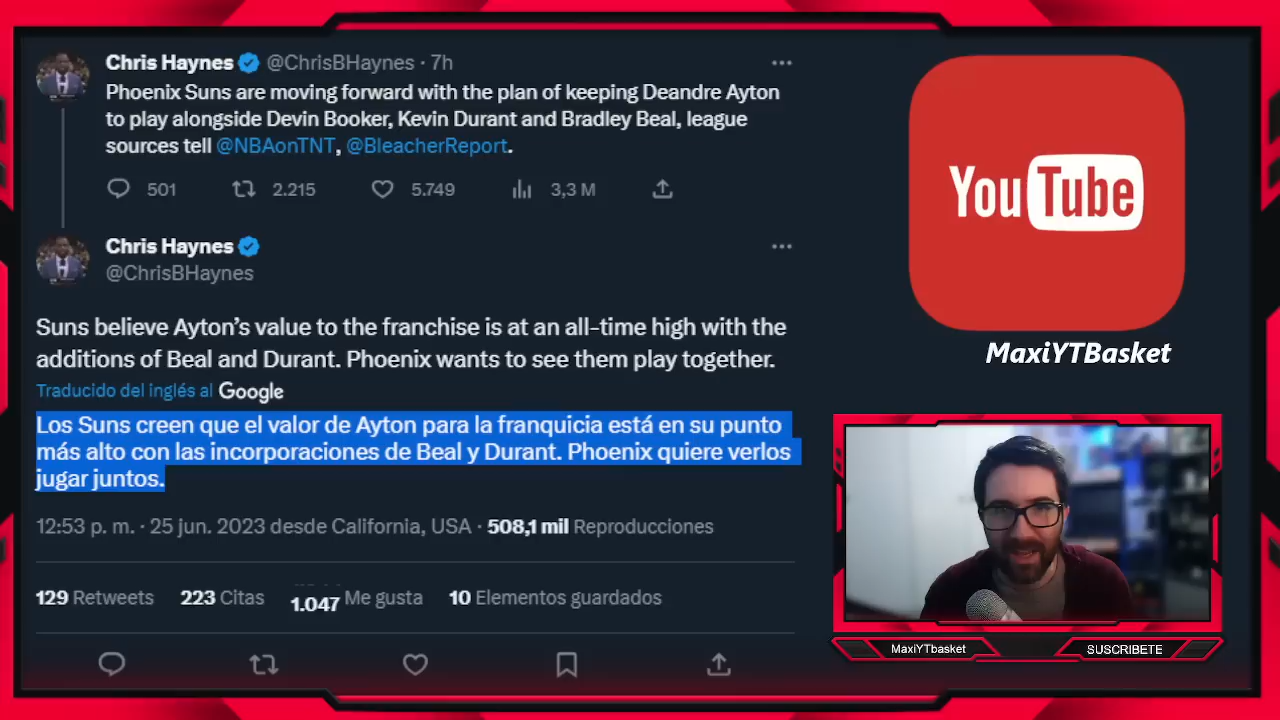 Chris Haynes @ChrisBHaynes · 7h
Phoenix Suns are moving forward with the plan of keeping Deandre Ayton
to play alongside Devin Booker, Kevin Durant and Bradley Beal, league
sources tell @NBAonTNT, @BleacherReport.
501 2.215 5.749 3,3 M
Chris Haynes
@ChrisBHaynes
Suns believe Ayton’s value to the franchise is at an all-time high with the
additions of Beal and Durant. Phoenix wants to see them play together.
Traducido del inglés al Google
Los Suns creen que el valor de Ayton para la franquicia está en su punto
más alto con las incorporaciones de Beal y Durant. Phoenix quiere verlos
jugar juntos.
12:53 p. m. · 25 jun. 2023 desde California, USA · 508,1 mil Reproducciones
129 Retweets 223 Citas 1.047 Me gusta 10 Elementos guardados
YouTube
MaxiYTBasket
MaxiYTbasket
SUSCRIBETE